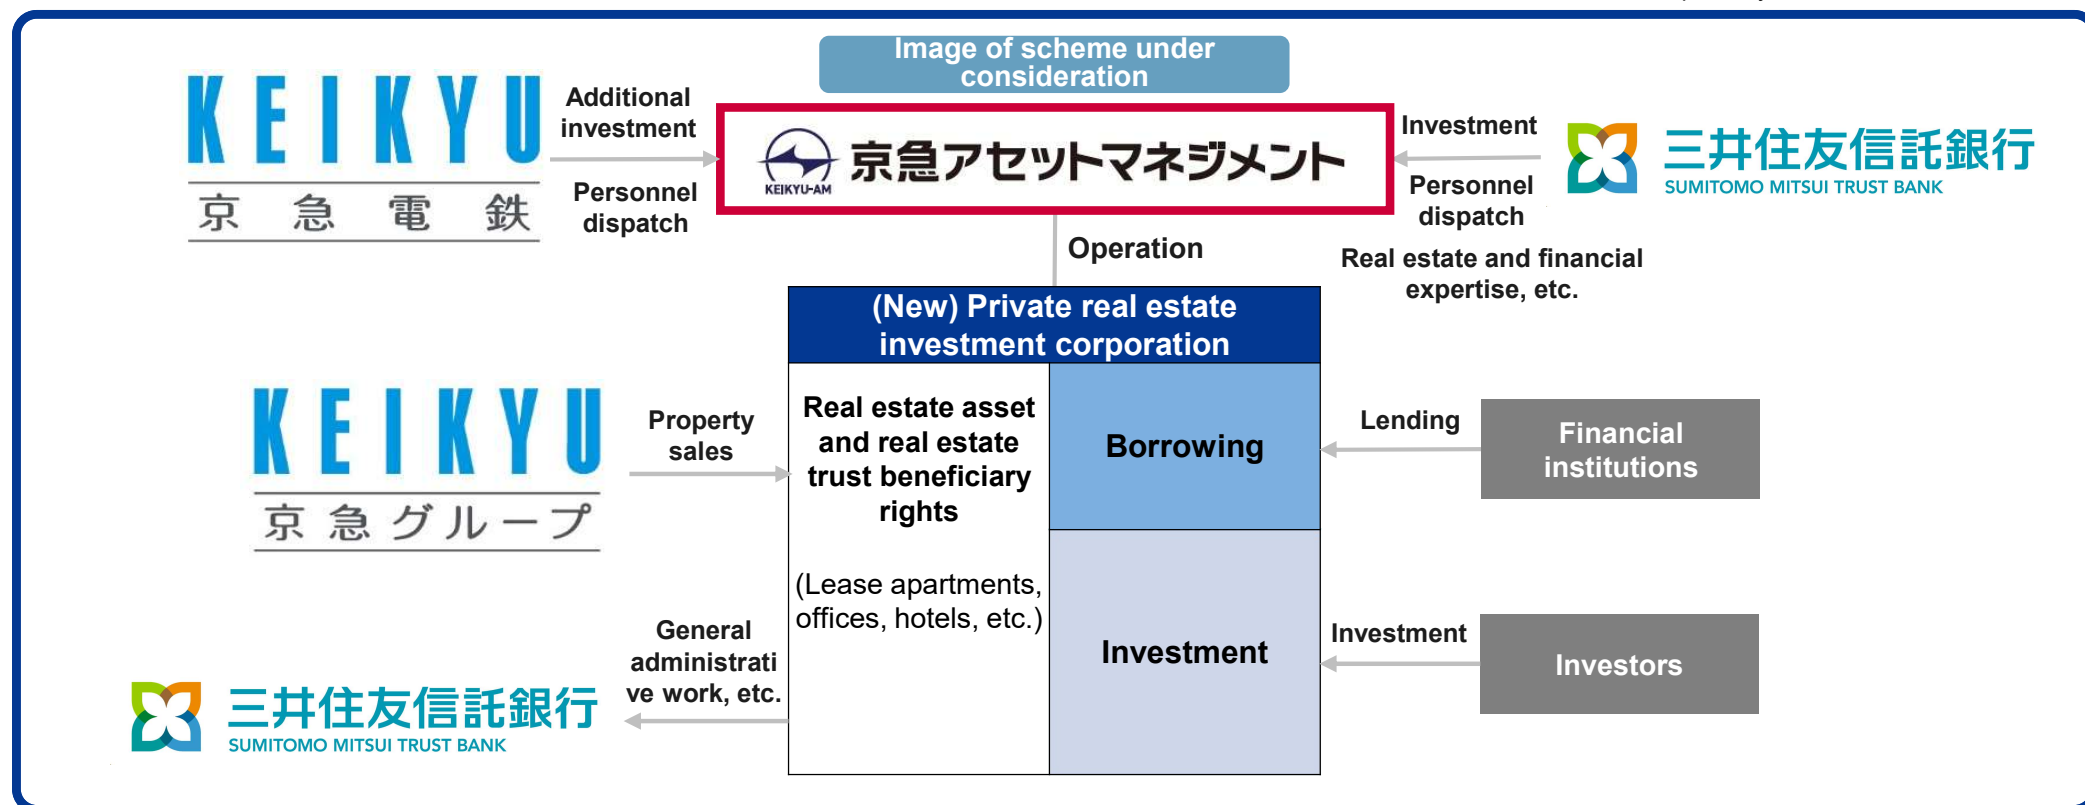 Image of scheme under
consideration
KEIKYU
京急電鉄
Additional
investment
Personnel
dispatch
KEIKYU-AM
京急アセットマネジメント
Investment
Personnel
dispatch
Real estate and financial
expertise, etc.
三井住友信託銀行
SUMITOMO MITSUI TRUST BANK
Operation
(New) Private real estate
investment corporation
KEIKYU
京急グループ
Property
sales
Real estate asset
and real estate
trust beneficiary
rights
(Lease apartments,
offices, hotels, etc.)
Borrowing
Lending
Financial
institutions
Investment
Investment
Investors
General
administrati
ve work, etc.
三井住友信託銀行
SUMITOMO MITSUI TRUST BANK